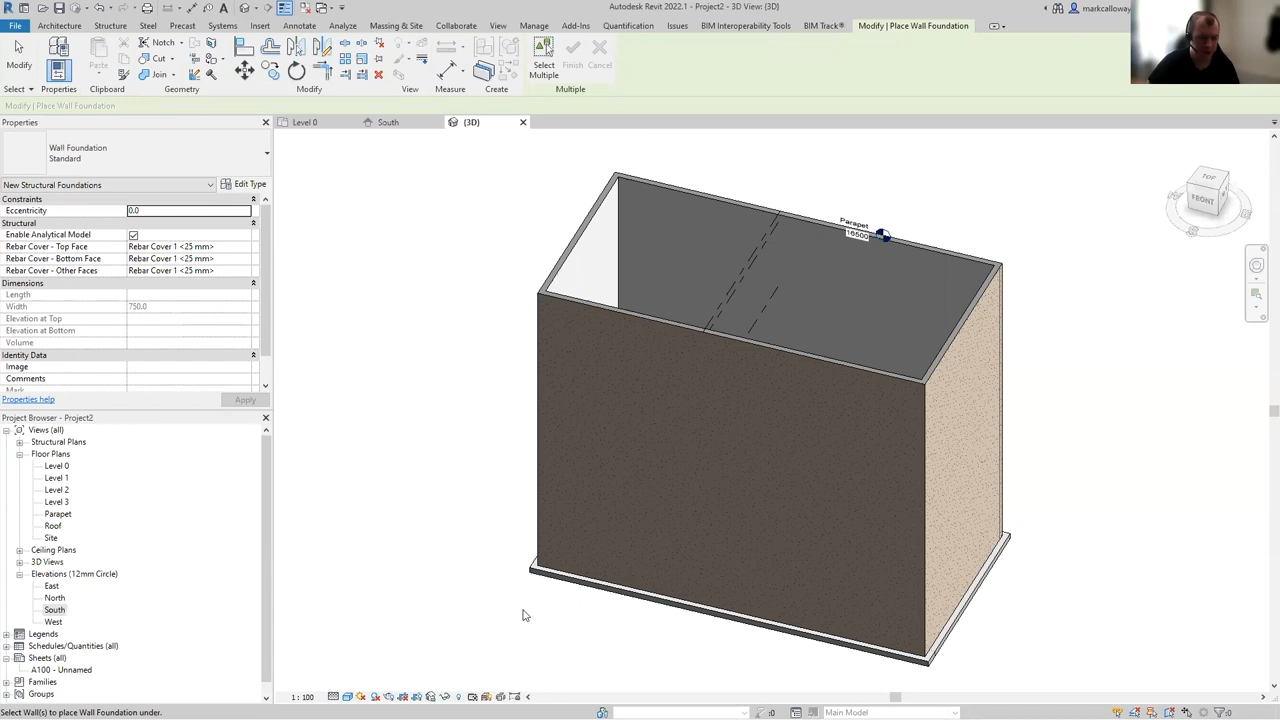 Autodesk Revit 2022.1 - Project2 - 3D View: {3D}
markcalloway
File Architecture Structure Steel Precast Systems Insert Annotate Analyze Massing & Site Collaborate View Manage Add-Ins Quantification Issues BIM Interoperability Tools BIM Track® Modify | Place Wall Foundation
Modify Paste Notch Cut Join Select Multiple Finish Cancel
Select Properties Clipboard Geometry Modify View Measure Create Multiple
Modify | Place Wall Foundation
Properties
Level 0 South {3D}
Wall Foundation
Standard
New Structural Foundations Edit Type
Constraints
Eccentricity 0.0
Structural
Enable Analytical Model
Rebar Cover - Top Face Rebar Cover 1 <25 mm>
Rebar Cover - Bottom Face Rebar Cover 1 <25 mm>
Rebar Cover - Other Faces Rebar Cover 1 <25 mm>
Dimensions
Length
Width 750.0
Elevation at Top
Elevation at Bottom
Volume
Identity Data
Image
Comments
Mark
Properties help Apply
Project Browser - Project2
Views (all)
Structural Plans
Floor Plans
Level 0
Level 1
Level 2
Level 3
Parapet
Roof
Site
Ceiling Plans
3D Views
Elevations (12mm Circle)
East
North
South
West
Legends
Schedules/Quantities (all)
Sheets (all)
A100 - Unnamed
Families
Groups
Parapet
16500
TOP
FRONT
1 : 100
Select Wall(s) to place Wall Foundation under.
:0 Main Model :0